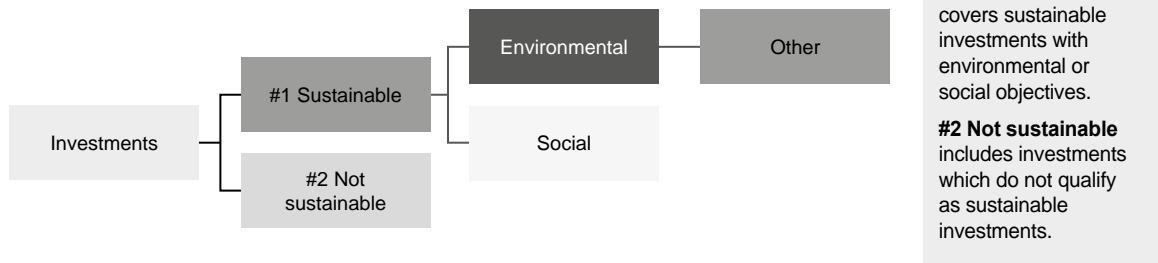 Investments
#1 Sustainable
#2 Not
sustainable
Environmental
Social
Other
covers sustainable
investments with
environmental or
social objectives.
#2 Not sustainable
includes investments
which do not qualify
as sustainable
investments.